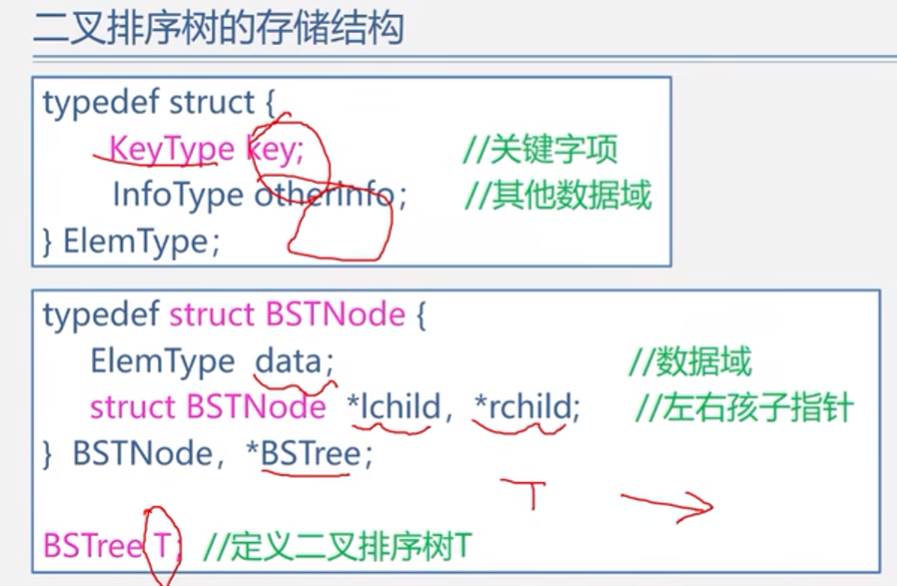 二叉排序树的存储结构
typedef struct {
KeyType key; //关键字项
InfoType otherinfo; //其他数据域
} ElemType;
typedef struct BSTNode {
ElemType data; //数据域
struct BSTNode *lchild, *rchild; //左右孩子指针
} BSTNode, *BSTree;
T
BSTree T; //定义二叉排序树T